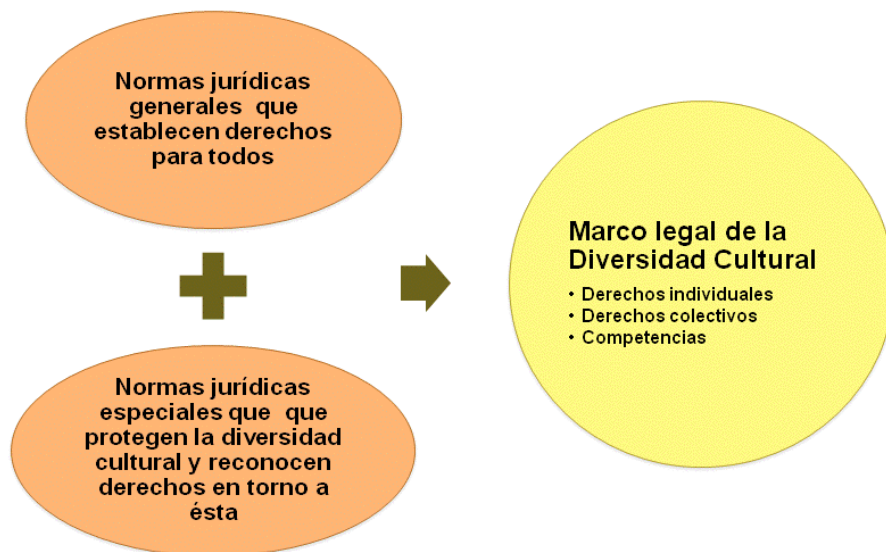 Normas jurídicas
generales que
establecen derechos
para todos
Normas jurídicas
especiales que que
protegen la diversidad
cultural y reconocen
derechos en torno a
ésta
Marco legal de la
Diversidad Cultural
• Derechos individuales
• Derechos colectivos
• Competencias